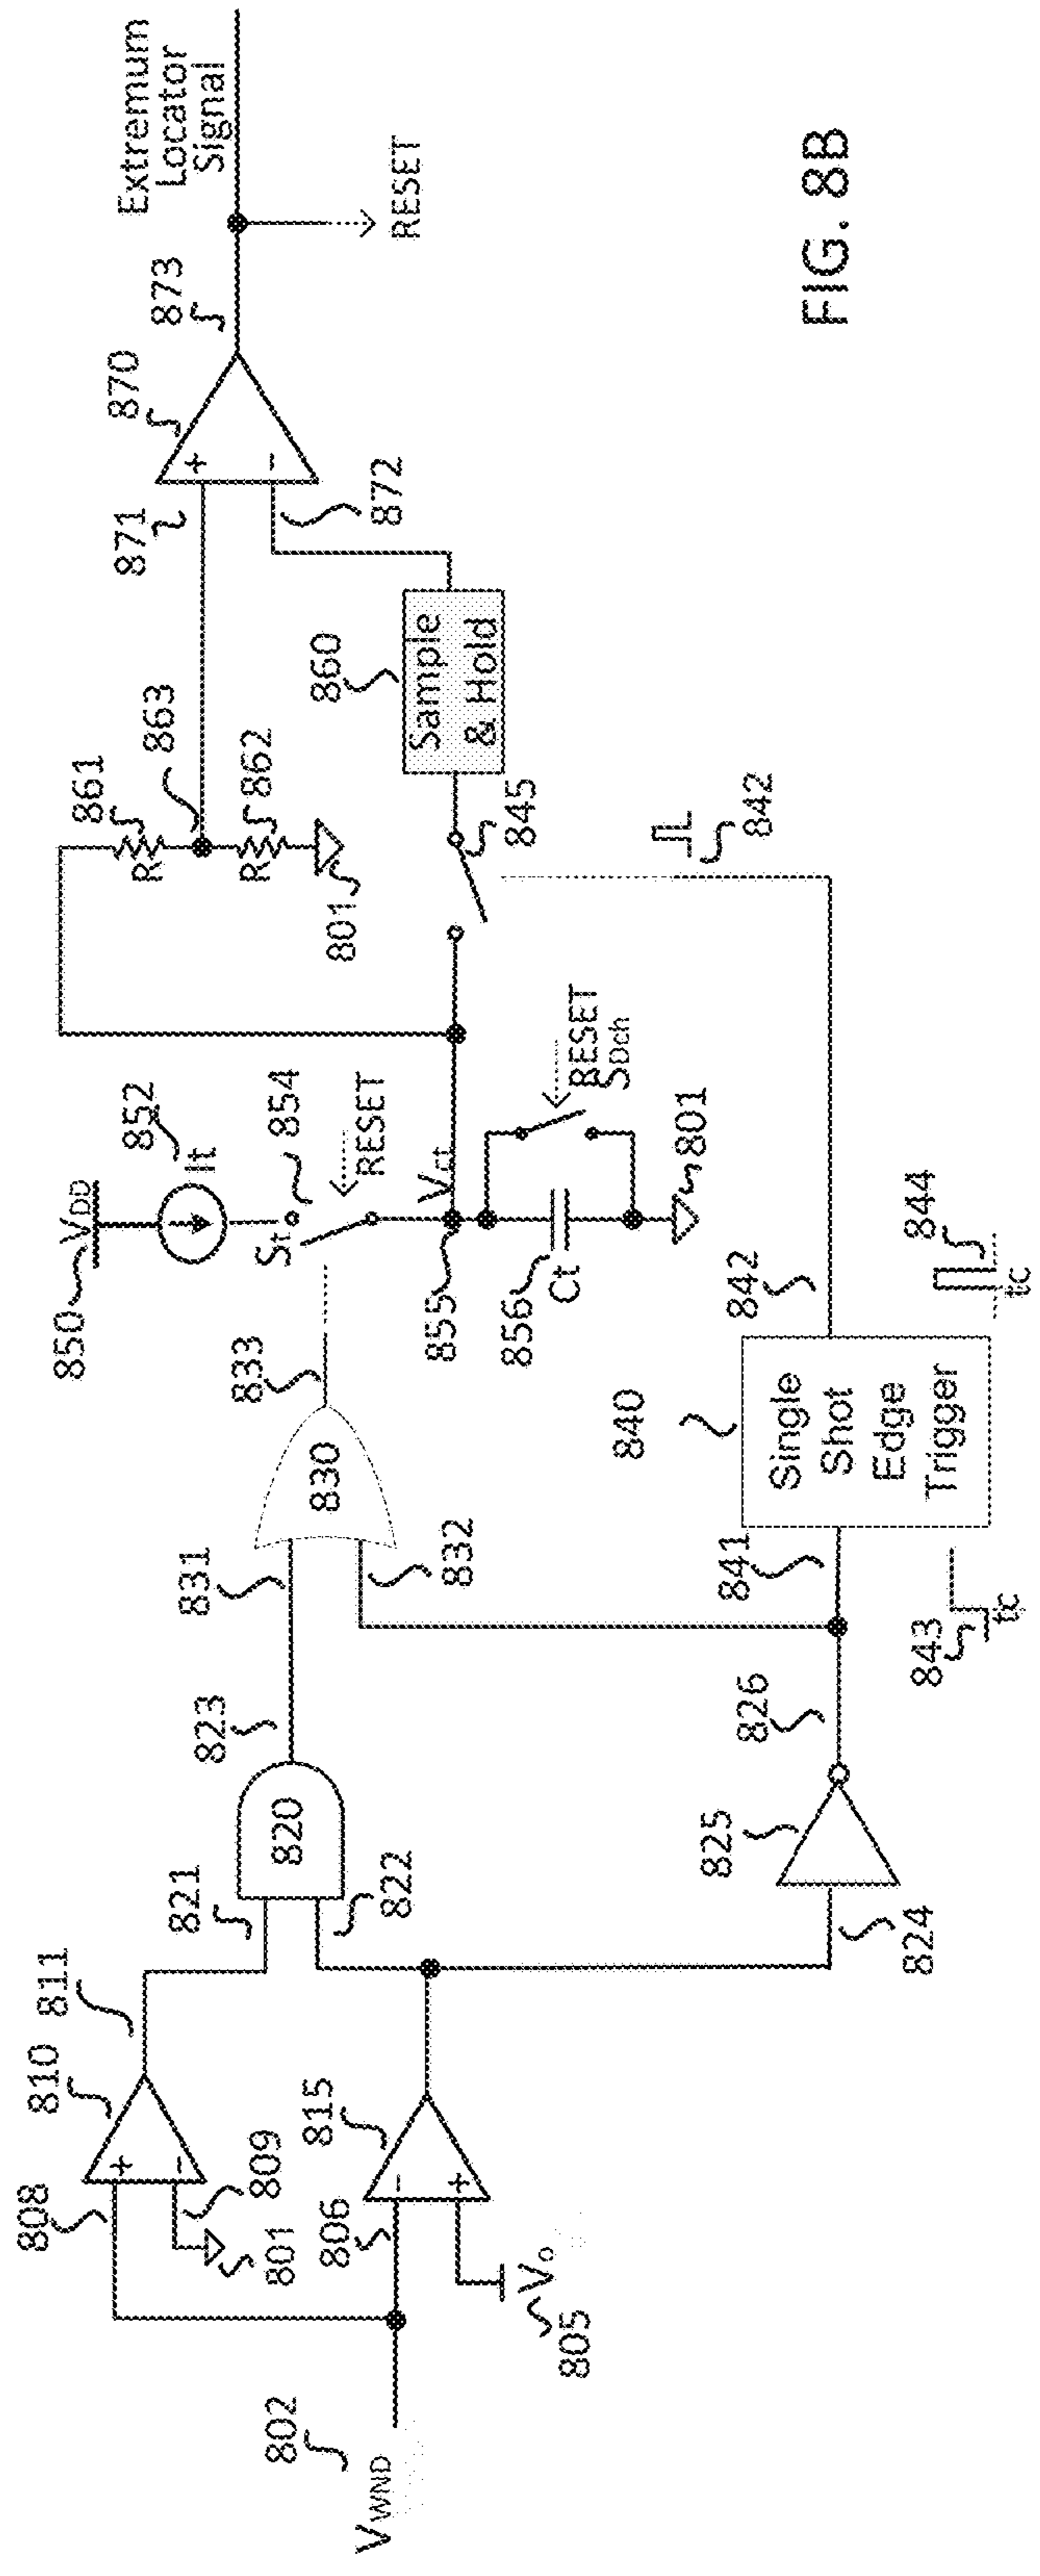 Extremum
Locator
Signal
873
RESET
870
+
-
871
872
FIG. 8B
861
R
863
R
862
801
860
Sample
& Hold
845
842
850
VDD
852
It
St
854
RESET
Vct
855
856
Ct
RESET
SDch
801
833
830
831
832
840
Single
Shot
Edge
Trigger
842
844
tc
841
843
tc
823
820
821
822
825
826
824
811
810
+
-
808
809
801
815
-
+
806
Vo
805
802
VWND